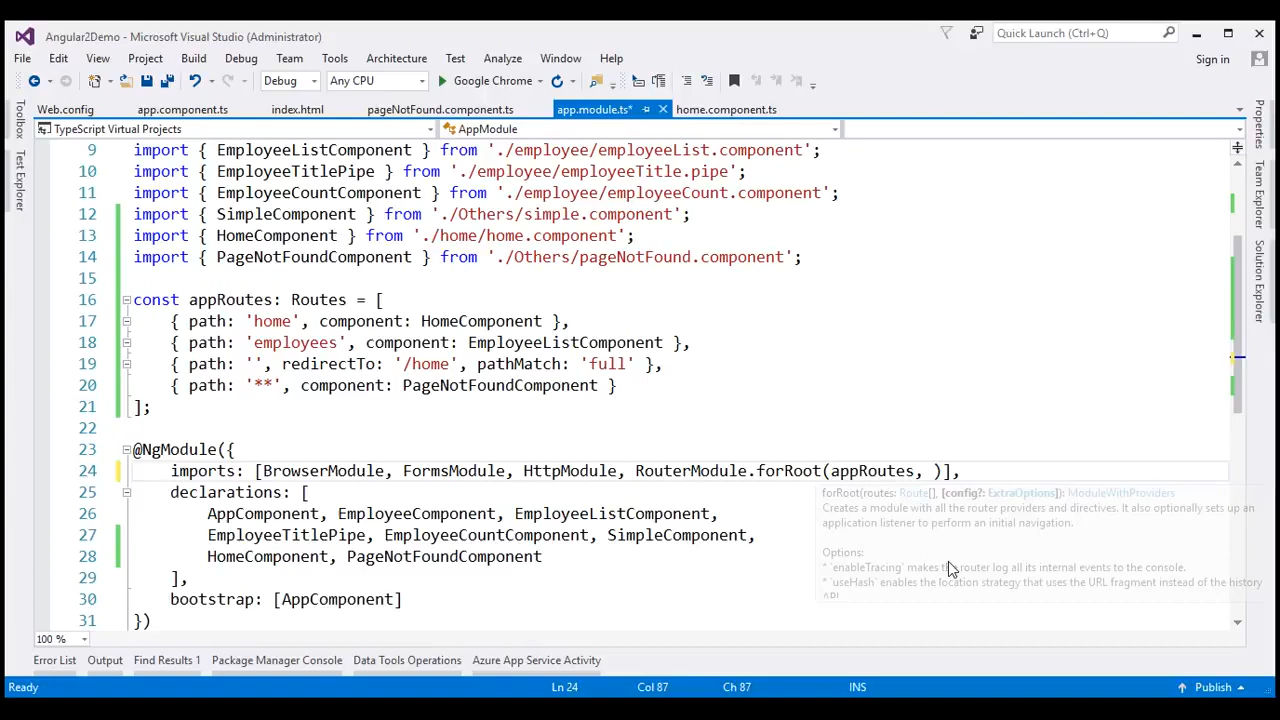 Angular2Demo - Microsoft Visual Studio (Administrator)
Quick Launch (Ctrl+Q)
File Edit View Project Build Debug Team Tools Architecture Test Analyze Window Help
Sign in
Debug Any CPU Google Chrome
Web.config app.component.ts index.html pageNotFound.component.ts app.module.ts* home.component.ts
TypeScript Virtual Projects AppModule
Toolbox
Test Explorer
Properties
Team Explorer
Solution Explorer
9 import { EmployeeListComponent } from './employee/employeeList.component';
10 import { EmployeeTitlePipe } from './employee/employeeTitle.pipe';
11 import { EmployeeCountComponent } from './employee/employeeCount.component';
12 import { SimpleComponent } from './Others/simple.component';
13 import { HomeComponent } from './home/home.component';
14 import { PageNotFoundComponent } from './Others/pageNotFound.component';
15
16 const appRoutes: Routes = [
17 { path: 'home', component: HomeComponent },
18 { path: 'employees', component: EmployeeListComponent },
19 { path: '', redirectTo: '/home', pathMatch: 'full' },
20 { path: '**', component: PageNotFoundComponent }
21 ];
22
23 @NgModule({
24 imports: [BrowserModule, FormsModule, HttpModule, RouterModule.forRoot(appRoutes, )],
25 declarations: [
forRoot(routes: Route[], [config?: ExtraOptions]): ModuleWithProviders
Creates a module with all the router providers and directives. It also optionally sets up an
application listener to perform an initial navigation.
Options:
* `enableTracing` makes the router log all its internal events to the console.
* `useHash` enables the location strategy that uses the URL fragment instead of the history
API.
26 AppComponent, EmployeeComponent, EmployeeListComponent,
27 EmployeeTitlePipe, EmployeeCountComponent, SimpleComponent,
28 HomeComponent, PageNotFoundComponent
29 ],
30 bootstrap: [AppComponent]
31 })
100 %
Error List Output Find Results 1 Package Manager Console Data Tools Operations Azure App Service Activity
Ready Ln 24 Col 87 Ch 87 INS Publish